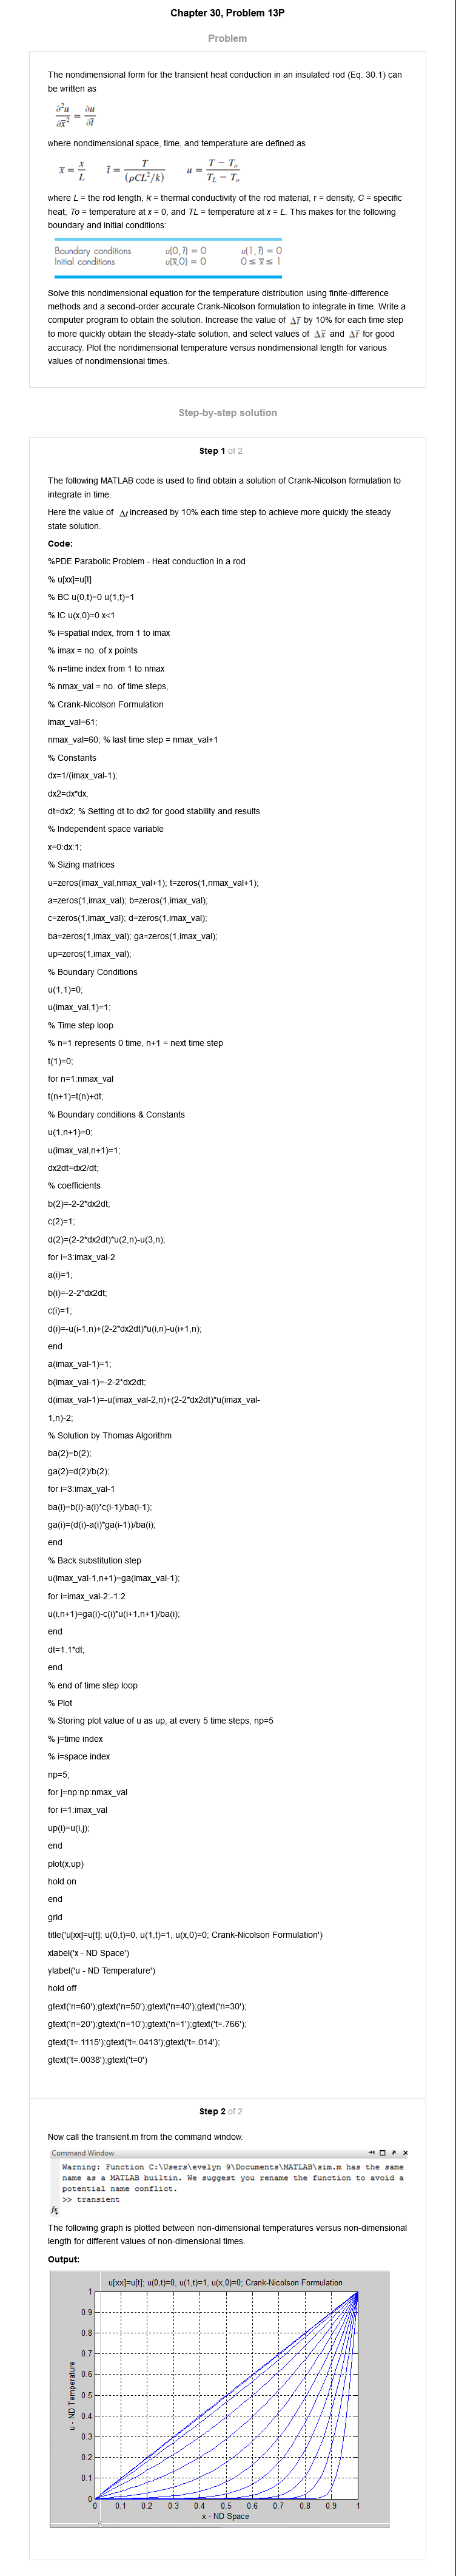 Chapter 30, Problem 13P
Problem
The nondimensional form for the transient heat conduction in an insulated rod (Eq. 30.1) can
be written as
∂²u/∂x̄² = ∂u/∂t̄
where nondimensional space, time, and temperature are defined as
x̄ = x/L t̄ = T/(ρCL²/k) u = (T − To)/(TL − To)
where L = the rod length, k = thermal conductivity of the rod material, r = density, C = specific
heat, To = temperature at x = 0, and TL = temperature at x = L. This makes for the following
boundary and initial conditions:
Boundary conditions u(0, t̄) = 0 u(1, t̄) = 0
Initial conditions u(x̄,0) = 0 0 ≤ x̄ ≤ 1
Solve this nondimensional equation for the temperature distribution using finite-difference
methods and a second-order accurate Crank-Nicolson formulation to integrate in time. Write a
computer program to obtain the solution. Increase the value of Δt̄ by 10% for each time step
to more quickly obtain the steady-state solution, and select values of Δx̄ and Δt̄ for good
accuracy. Plot the nondimensional temperature versus nondimensional length for various
values of nondimensional times.
Step-by-step solution
Step 1 of 2
The following MATLAB code is used to find obtain a solution of Crank-Nicolson formulation to
integrate in time.
Here the value of Δt increased by 10% each time step to achieve more quickly the steady
state solution.
Code:
%PDE Parabolic Problem - Heat conduction in a rod
% u[xx]=u[t]
% BC u(0,t)=0 u(1,t)=1
% IC u(x,0)=0 x<1
% i=spatial index, from 1 to imax
% imax = no. of x points
% n=time index from 1 to nmax
% nmax_val = no. of time steps,
% Crank-Nicolson Formulation
imax_val=61;
nmax_val=60; % last time step = nmax_val+1
% Constants
dx=1/(imax_val-1);
dx2=dx*dx;
dt=dx2; % Setting dt to dx2 for good stability and results
% Independent space variable
x=0:dx:1;
% Sizing matrices
u=zeros(imax_val,nmax_val+1); t=zeros(1,nmax_val+1);
a=zeros(1,imax_val); b=zeros(1,imax_val);
c=zeros(1,imax_val); d=zeros(1,imax_val);
ba=zeros(1,imax_val); ga=zeros(1,imax_val);
up=zeros(1,imax_val);
% Boundary Conditions
u(1,1)=0;
u(imax_val,1)=1;
% Time step loop
% n=1 represents 0 time, n+1 = next time step
t(1)=0;
for n=1:nmax_val
t(n+1)=t(n)+dt;
% Boundary conditions & Constants
u(1,n+1)=0;
u(imax_val,n+1)=1;
dx2dt=dx2/dt;
% coefficients
b(2)=-2-2*dx2dt;
c(2)=1;
d(2)=(2-2*dx2dt)*u(2,n)-u(3,n);
for i=3:imax_val-2
a(i)=1;
b(i)=-2-2*dx2dt;
c(i)=1;
d(i)=-u(i-1,n)+(2-2*dx2dt)*u(i,n)-u(i+1,n);
end
a(imax_val-1)=1;
b(imax_val-1)=-2-2*dx2dt;
d(imax_val-1)=-u(imax_val-2,n)+(2-2*dx2dt)*u(imax_val-
1,n)-2;
% Solution by Thomas Algorithm
ba(2)=b(2);
ga(2)=d(2)/b(2);
for i=3:imax_val-1
ba(i)=b(i)-a(i)*c(i-1)/ba(i-1);
ga(i)=(d(i)-a(i)*ga(i-1))/ba(i);
end
% Back substitution step
u(imax_val-1,n+1)=ga(imax_val-1);
for i=imax_val-2:-1:2
u(i,n+1)=ga(i)-c(i)*u(i+1,n+1)/ba(i);
end
dt=1.1*dt;
end
% end of time step loop
% Plot
% Storing plot value of u as up, at every 5 time steps, np=5
% j=time index
% i=space index
np=5;
for j=np:np:nmax_val
for i=1:imax_val
up(i)=u(i,j);
end
plot(x,up)
hold on
end
grid
title('u[xx]=u[t]; u(0,t)=0, u(1,t)=1, u(x,0)=0; Crank-Nicolson Formulation')
xlabel('x - ND Space')
ylabel('u - ND Temperature')
hold off
gtext('n=60');gtext('n=50');gtext('n=40');gtext('n=30');
gtext('n=20');gtext('n=10');gtext('n=1');gtext('t=.766');
gtext('t=.1115');gtext('t=.0413');gtext('t=.014');
gtext('t=.0038');gtext('t=0')
Step 2 of 2
Now call the transient.m from the command window.
Command Window
Warning: Function C:\Users\evelyn 9\Documents\MATLAB\sim.m has the same
name as a MATLAB builtin. We suggest you rename the function to avoid a
potential name conflict.
fx >> transient
The following graph is plotted between non-dimensional temperatures versus non-dimensional
length for different values of non-dimensional times.
Output:
u[xx]=u[t]; u(0,t)=0, u(1,t)=1, u(x,0)=0; Crank-Nicolson Formulation
1
0.9
0.8
0.7
0.6
0.5
0.4
0.3
0.2
0.1
0
u - ND Temperature
0 0.1 0.2 0.3 0.4 0.5 0.6 0.7 0.8 0.9 1
x - ND Space